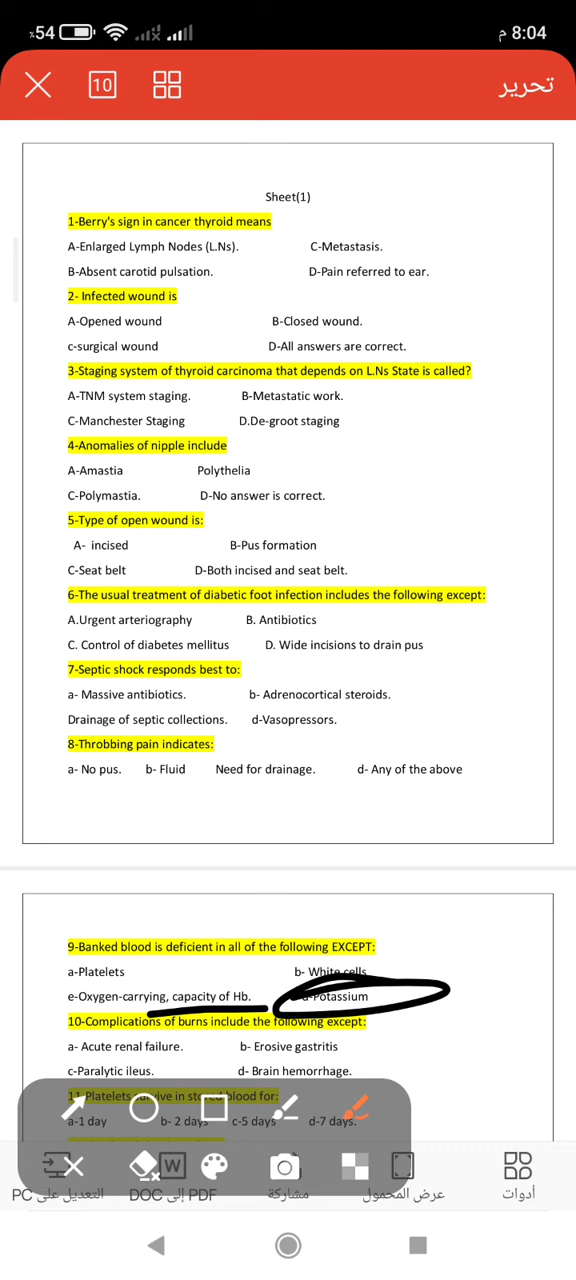 ٪54 8:04 م
10 تحرير
Sheet(1)
1-Berry's sign in cancer thyroid means
A-Enlarged Lymph Nodes (L.Ns). C-Metastasis.
B-Absent carotid pulsation. D-Pain referred to ear.
2- Infected wound is
A-Opened wound B-Closed wound.
c-surgical wound D-All answers are correct.
3-Staging system of thyroid carcinoma that depends on L.Ns State is called?
A-TNM system staging. B-Metastatic work.
C-Manchester Staging D.De-groot staging
4-Anomalies of nipple include
A-Amastia Polythelia
C-Polymastia. D-No answer is correct.
5-Type of open wound is:
A- incised B-Pus formation
C-Seat belt D-Both incised and seat belt.
6-The usual treatment of diabetic foot infection includes the following except:
A.Urgent arteriography B. Antibiotics
C. Control of diabetes mellitus D. Wide incisions to drain pus
7-Septic shock responds best to:
a- Massive antibiotics. b- Adrenocortical steroids.
Drainage of septic collections. d-Vasopressors.
8-Throbbing pain indicates:
a- No pus. b- Fluid Need for drainage. d- Any of the above
9-Banked blood is deficient in all of the following EXCEPT:
a-Platelets b- White cells
e-Oxygen-carrying, capacity of Hb. Potassium
10-Complications of burns include the following except:
a- Acute renal failure. b- Erosive gastritis
c-Paralytic ileus. d- Brain hemorrhage.
11-Platelets survive in stored blood for:
a-1 day b- 2 days c-5 days d-7 days.
W
التعديل على PC PDF إلى DOC مشاركة عرض المحمول أدوات